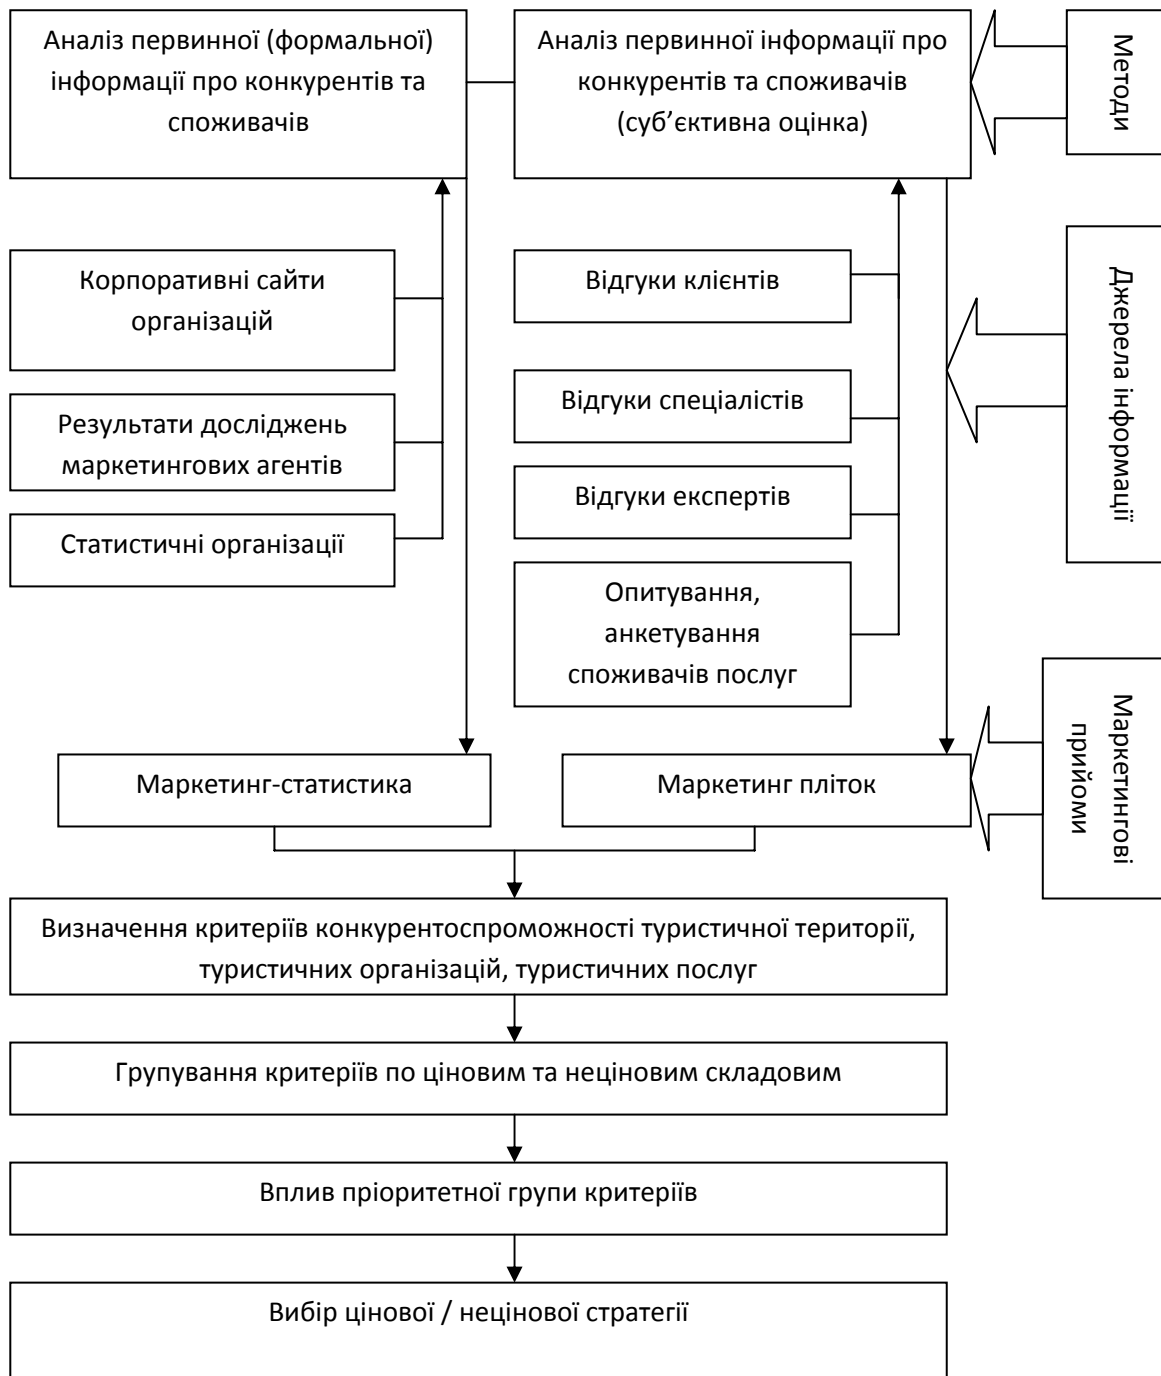 Аналіз первинної (формальної)
інформації про конкурентів та
споживачів
Аналіз первинної інформації про
конкурентів та споживачів
(суб’єктивна оцінка)
Методи
Корпоративні сайти
організацій
Результати досліджень
маркетингових агентів
Статистичні організації
Відгуки клієнтів
Відгуки спеціалістів
Відгуки експертів
Опитування,
анкетування
споживачів послуг
Джерела інформації
Маркетинг-статистика
Маркетинг пліток
Маркетингові
прийоми
Визначення критеріїв конкурентоспроможності туристичної території,
туристичних організацій, туристичних послуг
Групування критеріїв по ціновим та неціновим складовим
Вплив пріоритетної групи критеріїв
Вибір цінової / нецінової стратегії